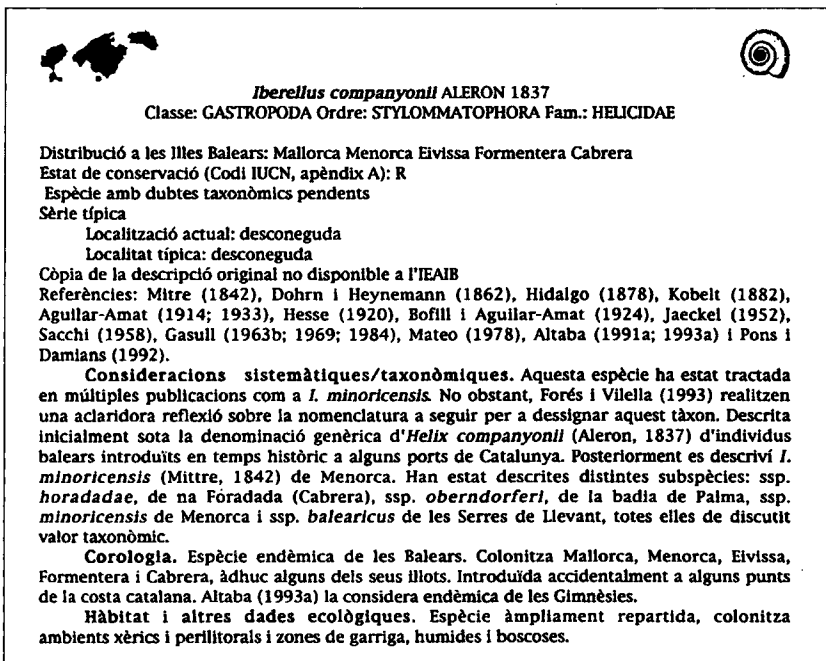 Iberellus companyonii ALERON 1837
Classe: GASTROPODA Ordre: STYLOMMATOPHORA Fam.: HELICIDAE
Distribució a les Illes Balears: Mallorca Menorca Eivissa Formentera Cabrera
Estat de conservació (Codi IUCN, apèndix A): R
Espècie amb dubtes taxonòmics pendents
Sèrie típica
Localització actual: desconeguda
Localitat típica: desconeguda
Còpia de la descripció original no disponible a l'IEAIB
Referències: Mitre (1842), Dohrn i Heynemann (1862), Hidalgo (1878), Kobelt (1882),
Aguilar-Amat (1914; 1933), Hesse (1920), Bofill i Aguilar-Amat (1924), Jaeckel (1952),
Sacchi (1958), Gasull (1963b; 1969; 1984), Mateo (1978), Altaba (1991a; 1993a) i Pons i
Damians (1992).
Consideracions sistemàtiques/taxonòmiques. Aquesta espècie ha estat tractada
en múltiples publicacions com a I. minoricensis. No obstant, Forés i Vilella (1993) realitzen
una aclaridora reflexió sobre la nomenclatura a seguir per a dessignar aquest tàxon. Descrita
inicialment sota la denominació genèrica d'Helix companyonii (Aleron, 1837) d'individus
balears introduïts en temps històric a alguns ports de Catalunya. Posteriorment es descriví I.
minoricensis (Mittre, 1842) de Menorca. Han estat descrites distintes subspècies: ssp.
horadadae, de na Foradada (Cabrera), ssp. oberndorferi, de la badia de Palma, ssp.
minoricensis de Menorca i ssp. balearicus de les Serres de Llevant, totes elles de discutit
valor taxonòmic.
Corologia. Espècie endèmica de les Balears. Colonitza Mallorca, Menorca, Eivissa,
Formentera i Cabrera, àdhuc alguns dels seus illots. Introduïda accidentalment a alguns punts
de la costa catalana. Altaba (1993a) la considera endèmica de les Gimnèsies.
Hàbitat i altres dades ecològiques. Espècie àmpliament repartida, colonitza
ambients xèrics i perilitorals i zones de garriga, humides i boscoses.